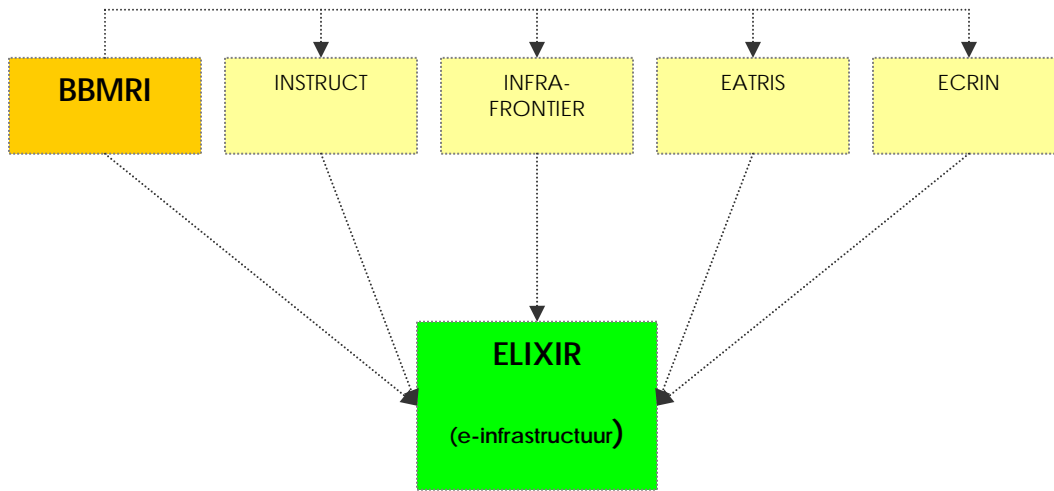 BBMRI
INSTRUCT
INFRA-
FRONTIER
EATRIS
ECRIN
ELIXIR
(e-infrastructuur)